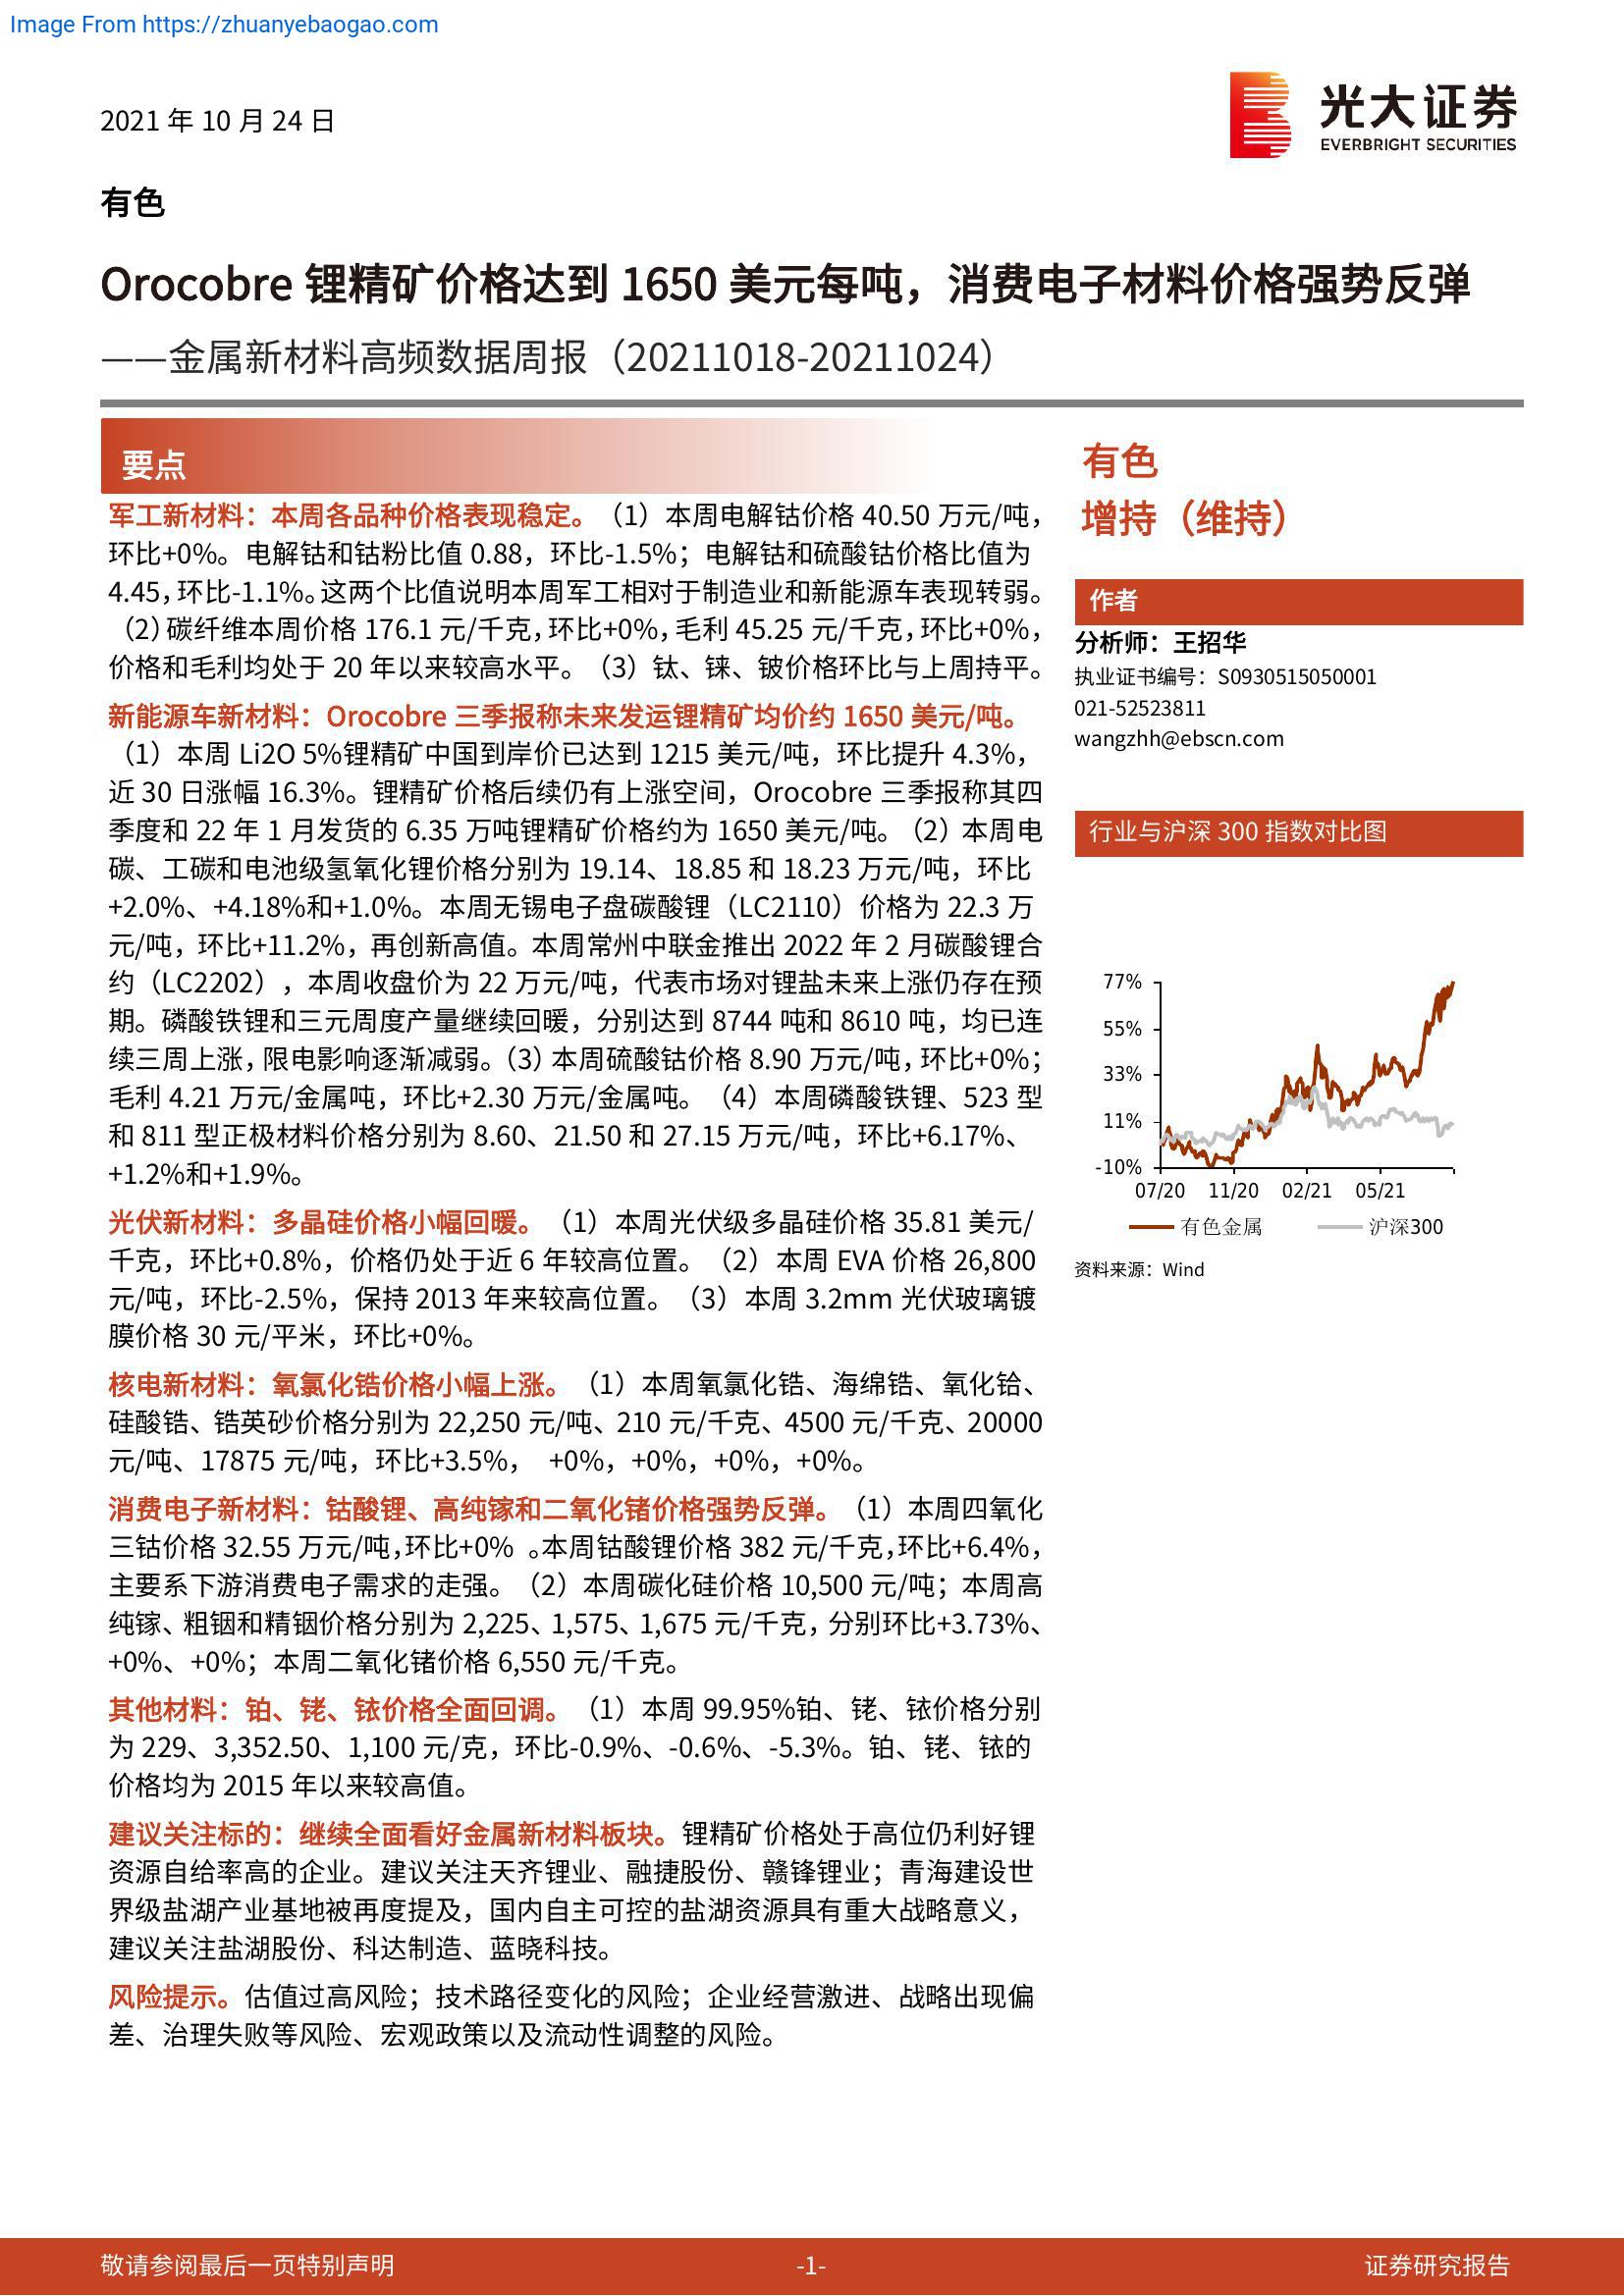 Image From https://zhuanyebaogao.com
2021 年 10 月 24 日
光大证券
EVERBRIGHT SECURITIES
有色
Orocobre 锂精矿价格达到 1650 美元每吨，消费电子材料价格强势反弹
——金属新材料高频数据周报（20211018-20211024）
要点
军工新材料：本周各品种价格表现稳定。（1）本周电解钴价格 40.50 万元/吨，
环比+0%。电解钴和钴粉比值 0.88，环比-1.5%；电解钴和硫酸钴价格比值为
4.45，环比-1.1%。这两个比值说明本周军工相对于制造业和新能源车表现转弱。
（2）碳纤维本周价格 176.1 元/千克，环比+0%，毛利 45.25 元/千克，环比+0%，
价格和毛利均处于 20 年以来较高水平。（3）钛、铼、铍价格环比与上周持平。
新能源车新材料：Orocobre 三季报称未来发运锂精矿均价约 1650 美元/吨。
（1）本周 Li2O 5%锂精矿中国到岸价已达到 1215 美元/吨，环比提升 4.3%，
近 30 日涨幅 16.3%。锂精矿价格后续仍有上涨空间，Orocobre 三季报称其四
季度和 22 年 1 月发货的 6.35 万吨锂精矿价格约为 1650 美元/吨。（2）本周电
碳、工碳和电池级氢氧化锂价格分别为 19.14、18.85 和 18.23 万元/吨，环比
+2.0%、+4.18%和+1.0%。本周无锡电子盘碳酸锂（LC2110）价格为 22.3 万
元/吨，环比+11.2%，再创新高值。本周常州中联金推出 2022 年 2 月碳酸锂合
约（LC2202），本周收盘价为 22 万元/吨，代表市场对锂盐未来上涨仍存在预
期。磷酸铁锂和三元周度产量继续回暖，分别达到 8744 吨和 8610 吨，均已连
续三周上涨，限电影响逐渐减弱。（3）本周硫酸钴价格 8.90 万元/吨，环比+0%；
毛利 4.21 万元/金属吨，环比+2.30 万元/金属吨。（4）本周磷酸铁锂、523 型
和 811 型正极材料价格分别为 8.60、21.50 和 27.15 万元/吨，环比+6.17%、
+1.2%和+1.9%。
光伏新材料：多晶硅价格小幅回暖。（1）本周光伏级多晶硅价格 35.81 美元/
千克，环比+0.8%，价格仍处于近 6 年较高位置。（2）本周 EVA 价格 26,800
元/吨，环比-2.5%，保持 2013 年来较高位置。（3）本周 3.2mm 光伏玻璃镀
膜价格 30 元/平米，环比+0%。
核电新材料：氧氯化锆价格小幅上涨。（1）本周氧氯化锆、海绵锆、氧化铪、
硅酸锆、锆英砂价格分别为 22,250 元/吨、210 元/千克、4500 元/千克、20000
元/吨、17875 元/吨，环比+3.5%， +0%，+0%，+0%，+0%。
消费电子新材料：钴酸锂、高纯镓和二氧化锗价格强势反弹。（1）本周四氧化
三钴价格 32.55 万元/吨，环比+0% 。本周钴酸锂价格 382 元/千克，环比+6.4%，
主要系下游消费电子需求的走强。（2）本周碳化硅价格 10,500 元/吨；本周高
纯镓、粗铟和精铟价格分别为 2,225、1,575、1,675 元/千克，分别环比+3.73%、
+0%、+0%；本周二氧化锗价格 6,550 元/千克。
其他材料：铂、铑、铱价格全面回调。（1）本周 99.95%铂、铑、铱价格分别
为 229、3,352.50、1,100 元/克，环比-0.9%、-0.6%、-5.3%。铂、铑、铱的
价格均为 2015 年以来较高值。
建议关注标的：继续全面看好金属新材料板块。锂精矿价格处于高位仍利好锂
资源自给率高的企业。建议关注天齐锂业、融捷股份、赣锋锂业；青海建设世
界级盐湖产业基地被再度提及，国内自主可控的盐湖资源具有重大战略意义，
建议关注盐湖股份、科达制造、蓝晓科技。
风险提示。估值过高风险；技术路径变化的风险；企业经营激进、战略出现偏
差、治理失败等风险、宏观政策以及流动性调整的风险。
有色
增持（维持）
作者
分析师：王招华
执业证书编号：S0930515050001
021-52523811
wangzhh@ebscn.com
行业与沪深 300 指数对比图
77%
55%
33%
11%
-10%
07/20 11/20 02/21 05/21
有色金属 沪深300
资料来源：Wind
敬请参阅最后一页特别声明 -1- 证券研究报告